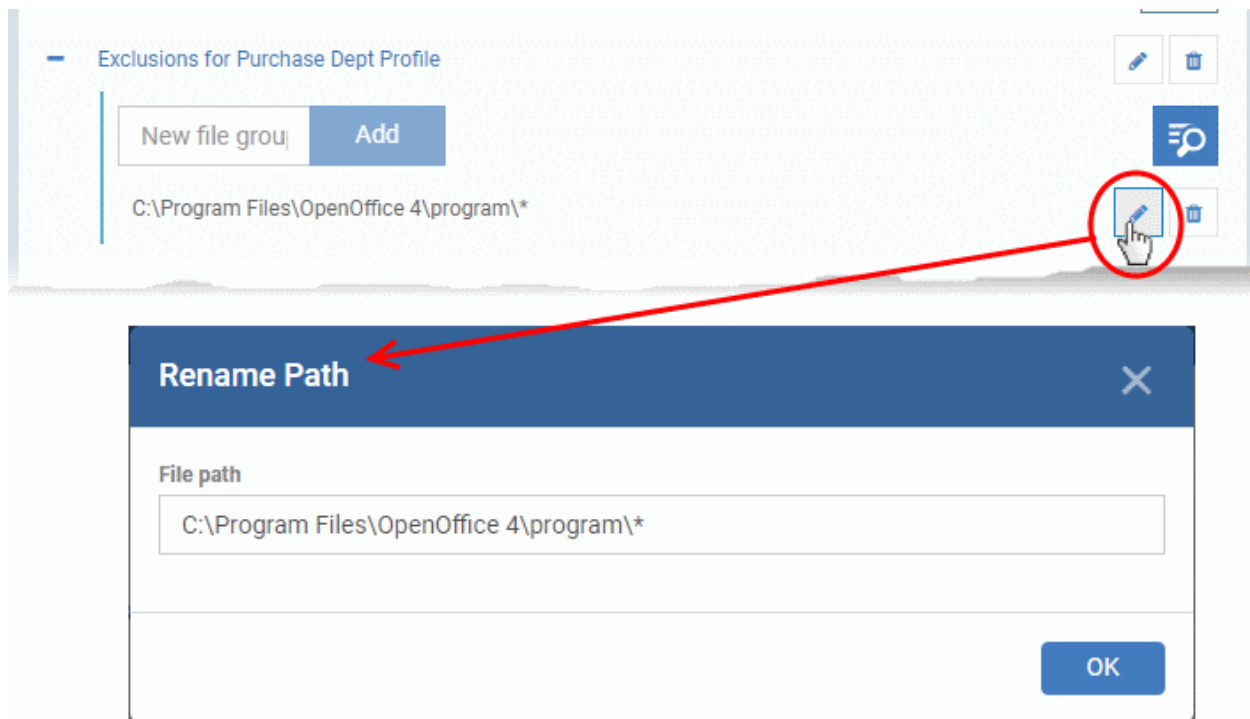 Exclusions for Purchase Dept Profile
New file grou Add
C:\Program Files\OpenOffice 4\program\*
Rename Path
File path
C:\Program Files\OpenOffice 4\program\*
OK